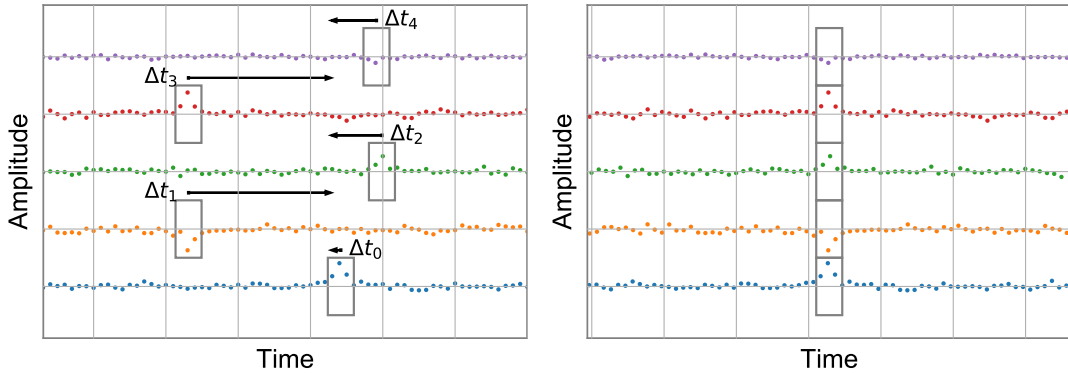 Δt₄
Δt₃
Δt₂
Δt₁
Δt₀
Amplitude
Time
Amplitude
Time